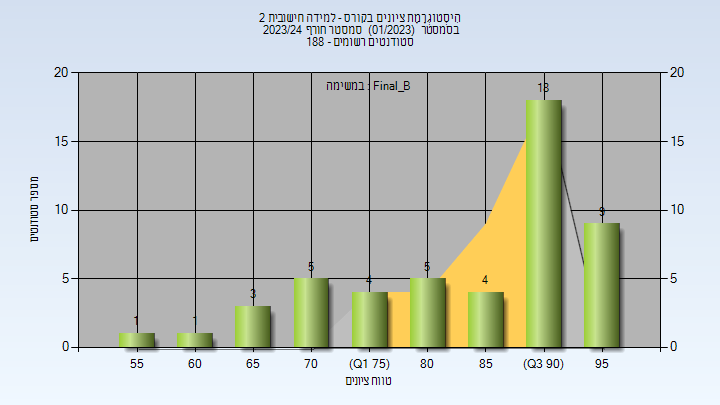 היסטוגרמת ציונים בקורס - למידה חישובית 2
בסמסטר (01/2023) סמסטר חורף 2023/24
סטודנטים רשומים - 188
במשימה : Final_B
20 20
15 15
10 10
5 5
0 0
מספר סטודנטים
1 1 3 5 4 5 4 18 9
55 60 65 70 (Q1 75) 80 85 (Q3 90) 95
טווח ציונים